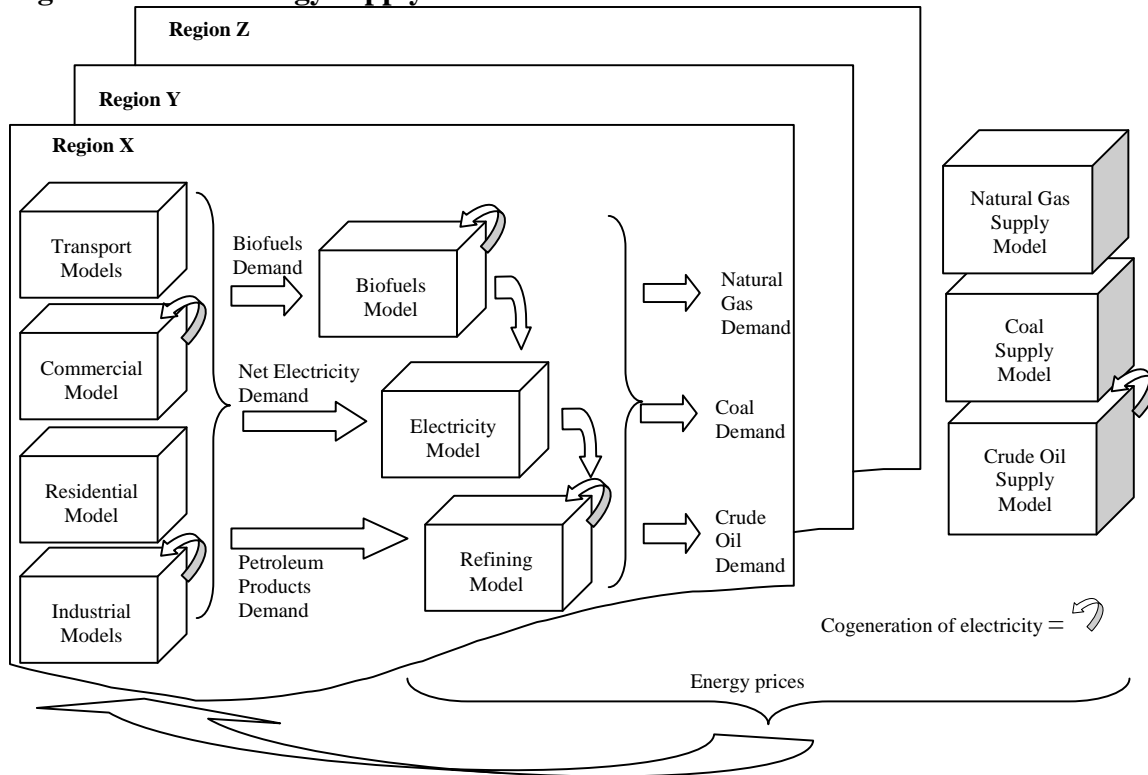 Region Z
Region Y
Region X
Transport
Models
Commercial
Model
Residential
Model
Industrial
Models
Biofuels
Demand
Net Electricity
Demand
Petroleum
Products
Demand
Biofuels
Model
Electricity
Model
Refining
Model
Natural
Gas
Demand
Coal
Demand
Crude
Oil
Demand
Natural Gas
Supply
Model
Coal
Supply
Model
Crude Oil
Supply
Model
Cogeneration of electricity =
Energy prices